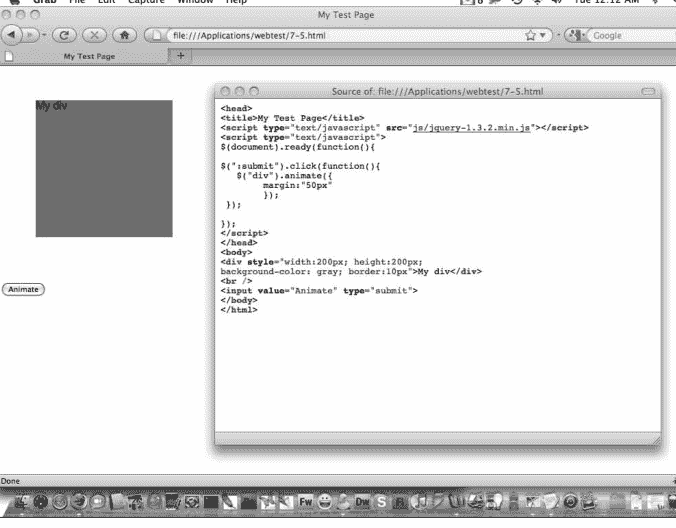 Grab File Edit Capture Window Help
Tue 12:12 AM
My Test Page
file:///Applications/webtest/7-5.html
Google
My Test Page
+
My div
Animate
Source of: file:///Applications/webtest/7-5.html
<head>
<title>My Test Page</title>
<script type="text/javascript" src="js/jquery-1.3.2.min.js"></script>
<script type="text/javascript">
$(document).ready(function(){
$(":submit").click(function(){
$("div").animate({
margin:"50px"
});
});
});
</script>
</head>
<body>
<div style="width:200px; height:200px;
background-color: gray; border:10px">My div</div>
<br />
<input value="Animate" type="submit">
</body>
</html>
Done
Fw
Dw
S